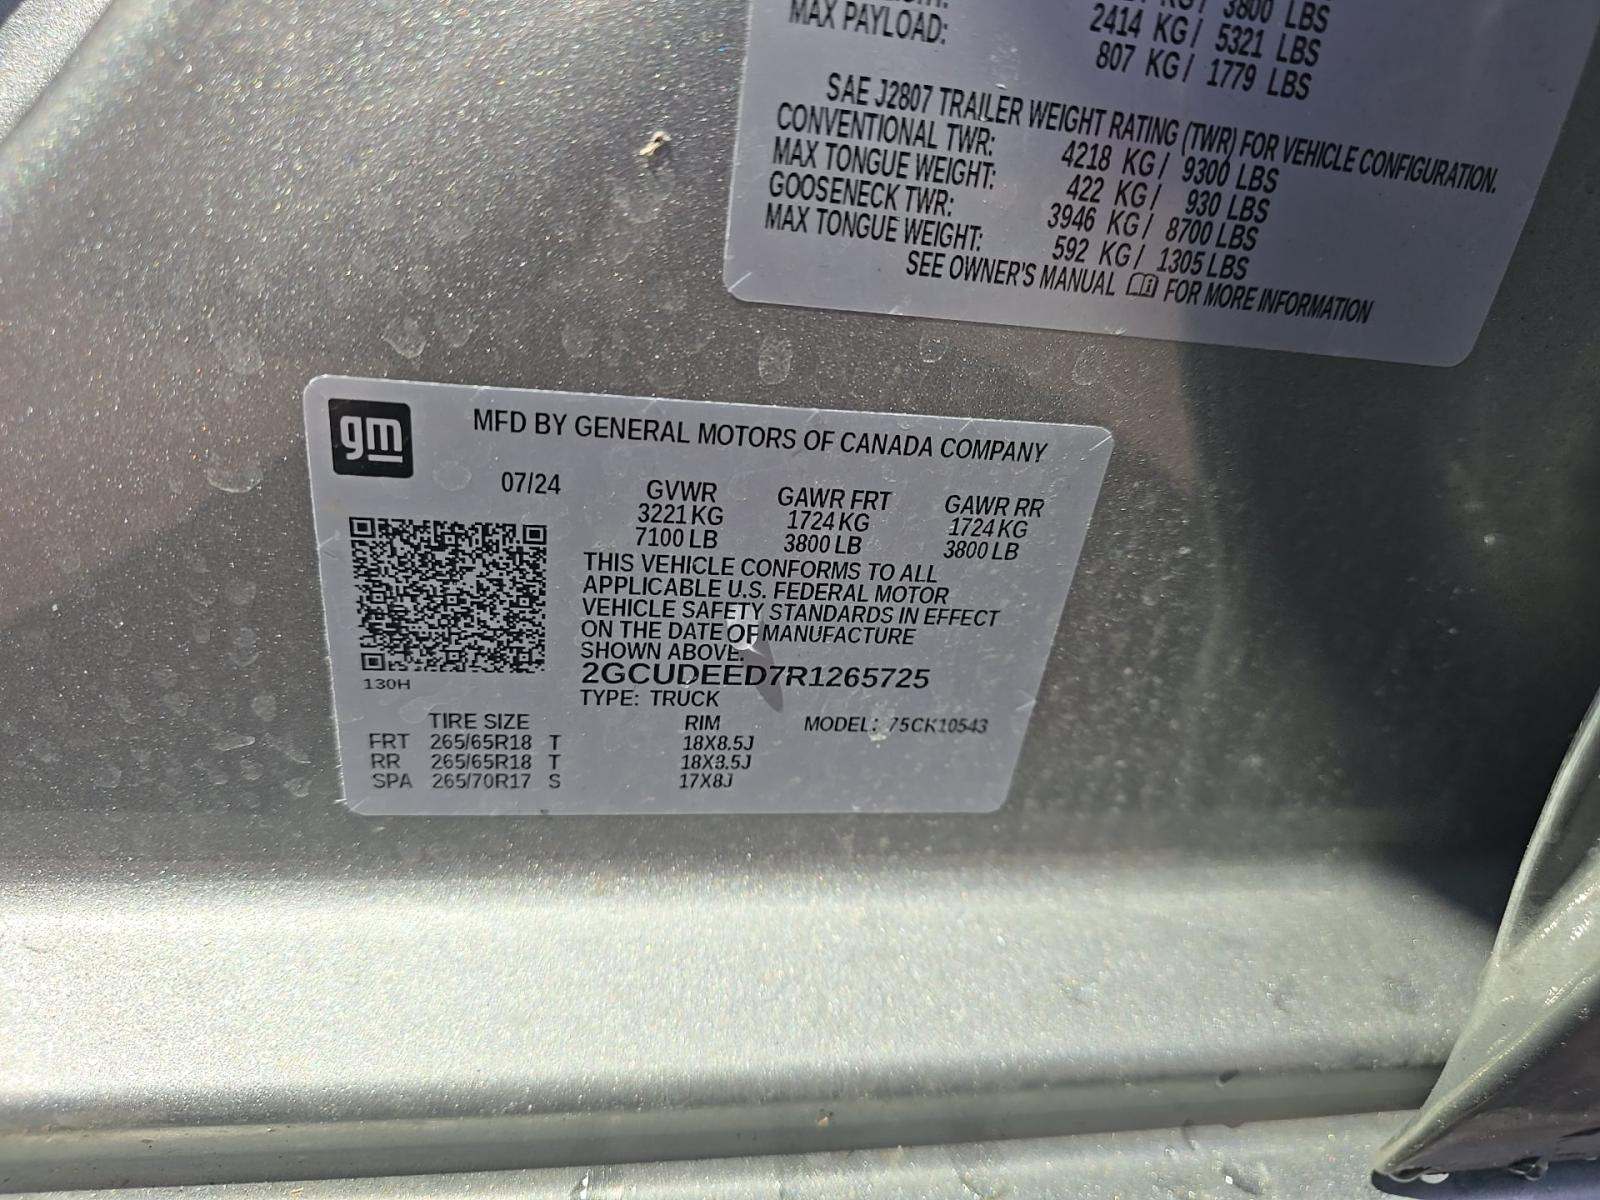 3800 LBS
2414 KG/ 5321 LBS
MAX PAYLOAD: 807 KG/ 1779 LBS
SAE J2807 TRAILER WEIGHT RATING (TWR) FOR VEHICLE CONFIGURATION.
CONVENTIONAL TWR: 4218 KG/ 9300 LBS
MAX TONGUE WEIGHT: 422 KG/ 930 LBS
GOOSENECK TWR: 3946 KG/ 8700 LBS
MAX TONGUE WEIGHT: 592 KG/ 1305 LBS
SEE OWNER'S MANUAL FOR MORE INFORMATION
gm
MFD BY GENERAL MOTORS OF CANADA COMPANY
07/24 GVWR GAWR FRT GAWR RR
3221 KG 1724 KG 1724 KG
7100 LB 3800 LB 3800 LB
THIS VEHICLE CONFORMS TO ALL
APPLICABLE U.S. FEDERAL MOTOR
VEHICLE SAFETY STANDARDS IN EFFECT
ON THE DATE OF MANUFACTURE
SHOWN ABOVE.
2GCUDEED7R1265725
130H
TYPE: TRUCK
TIRE SIZE RIM MODEL: 75CK10543
FRT 265/65R18 T 18X8.5J
RR 265/65R18 T 18X8.5J
SPA 265/70R17 S 17X8J